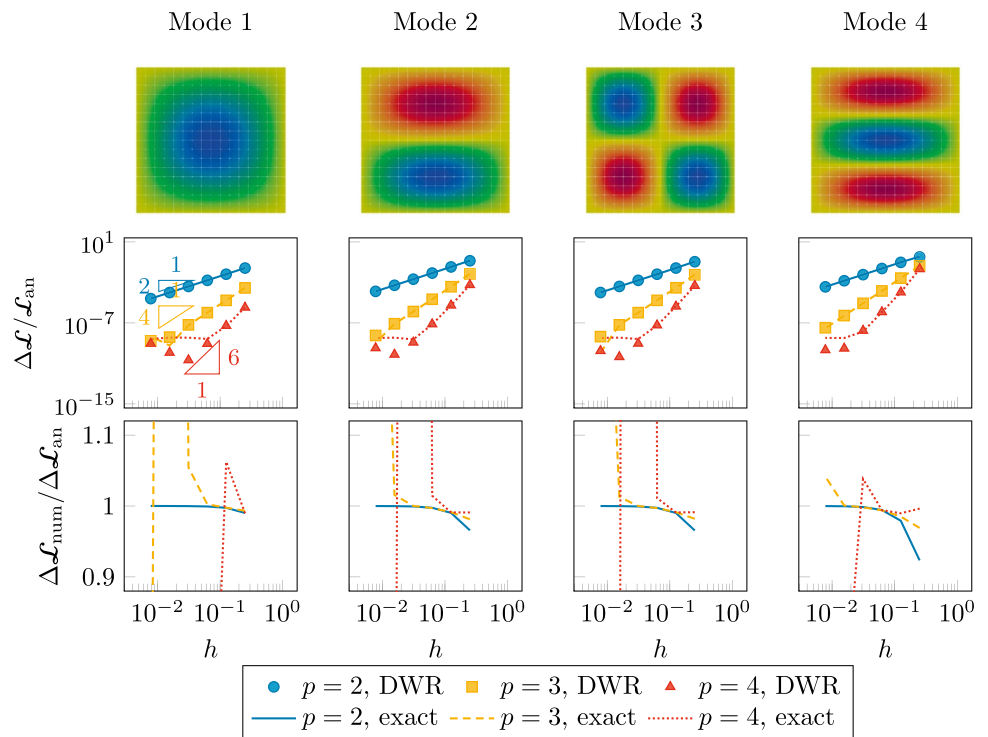 Mode 1 Mode 2 Mode 3 Mode 4
10^1
10^−7
10^−15
Δℒ/ℒ_an
2 1
4 1
6
1
1.1
1
0.9
Δℒ_num/Δℒ_an
10^−2 10^−1 10^0 10^−2 10^−1 10^0 10^−2 10^−1 10^0 10^−2 10^−1 10^0
h h h h
p = 2, DWR p = 3, DWR p = 4, DWR
p = 2, exact p = 3, exact p = 4, exact